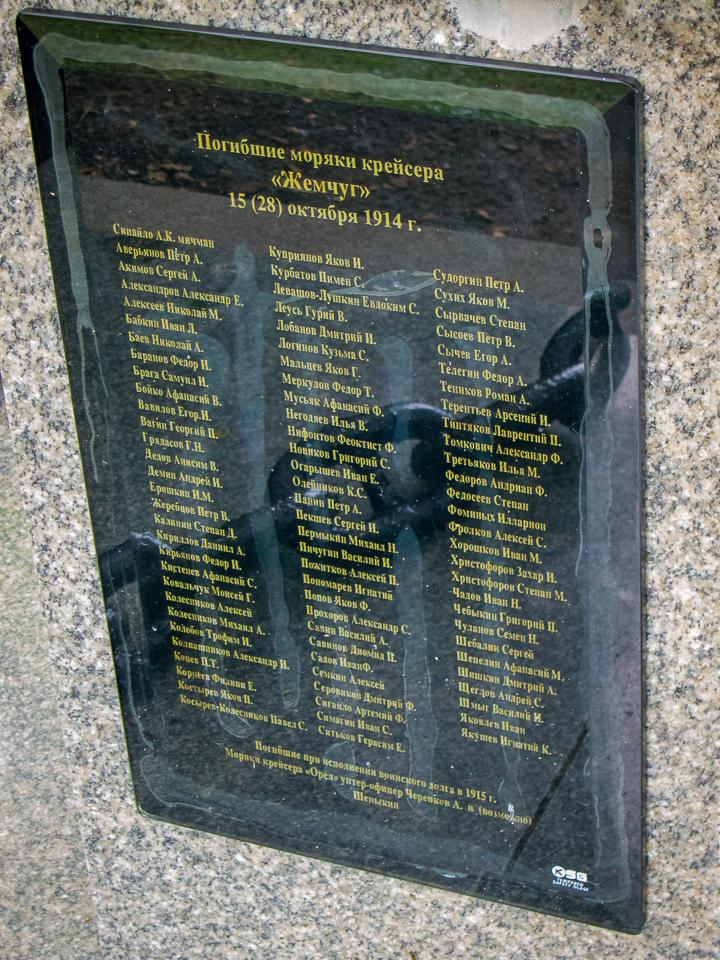 Погибшие моряки крейсера
«Жемчуг»
15 (28) октября 1914 г.
Сипайло А.К. мичман
Аверьянов Петр А.
Акимов Сергей А.
Александров Александр Е.
Алексеев Николай М.
Бабкин Иван Л.
Баев Николай А.
Баранов Федор И.
Брага Самуил И.
Бойко Афанасий В.
Вавилов Егор.И.
Вагин Георгий П.
Грядасов Г.Н.
Дедов Анисим В.
Демин Андрей И.
Ерошкин И.М.
Жеребцов Петр В.
Калинин Степан Д.
Кириллов Даниил А.
Кирьянов Федор И.
Кистенев Афанасий С.
Ковальчук Моисей Г.
Колесников Алексей
Колесников Михаил А.
Колобов Трофим И.
Колпашников Александр И.
Конев П.Т.
Корнеев Филипп Е.
Костырев Яков П.
Косырев-Колесников Павел С.
Куприянов Яков И.
Курбатов Пимен С.
Левашов-Лушкин Евдоким С.
Леусь Гурий В.
Лобанов Дмитрий И.
Логинов Кузьма С.
Мальцев Яков Г.
Меркулов Федор Т.
Мусьяк Афанасий Ф.
Негодяев Илья В.
Нифонтов Феоктист Ф.
Новиков Григорий С.
Огарышев Иван Е.
Олейников К.С.
Панин Петр А.
Пекшев Сергей И.
Пермыкин Михаил Н.
Пичугин Василий И.
Пожитков Алексей П.
Пономарев Игнатий
Попов Яков Ф.
Прохоров Александр С.
Савин Василий А.
Савинов Диомид П.
Садов ИванФ.
Семкин Алексей
Серовиков Дмитрий Ф.
Сигайло Артемий Ф.
Симагин Иван С.
Ситьков Герасим Е.
Судоргин Петр А.
Сухих Яков М.
Сырвачев Степан
Сысоев Петр В.
Сычев Егор А.
Телегин Федор А.
Тенников Роман А.
Терентьев Арсений И.
Тинтяков Лаврентий П.
Томкович Александр Ф.
Третьяков Илья М.
Федоров Андриан Ф.
Федосеев Степан
Фоминых Илларион
Фролков Алексей С.
Хорошков Иван М.
Христофоров Захар И.
Христофоров Степан М.
Чадов Иван Н.
Чебыкин Григорий П.
Чуланов Семен Н.
Шебалин Сергей
Шепелин Афанасий М.
Шишкин Дмитрий А.
Щеглов Андрей С.
Шмыг Василий И.
Яковлев Иван
Якушев Игнатий К.
Погибшие при исполнении воинского долга в 1915 г.
Моряки крейсера «Орел» унтер-офицер Черепков А. и (возможно)
Шеныкин
KSG
TEMPERED
SAFETY GLASS